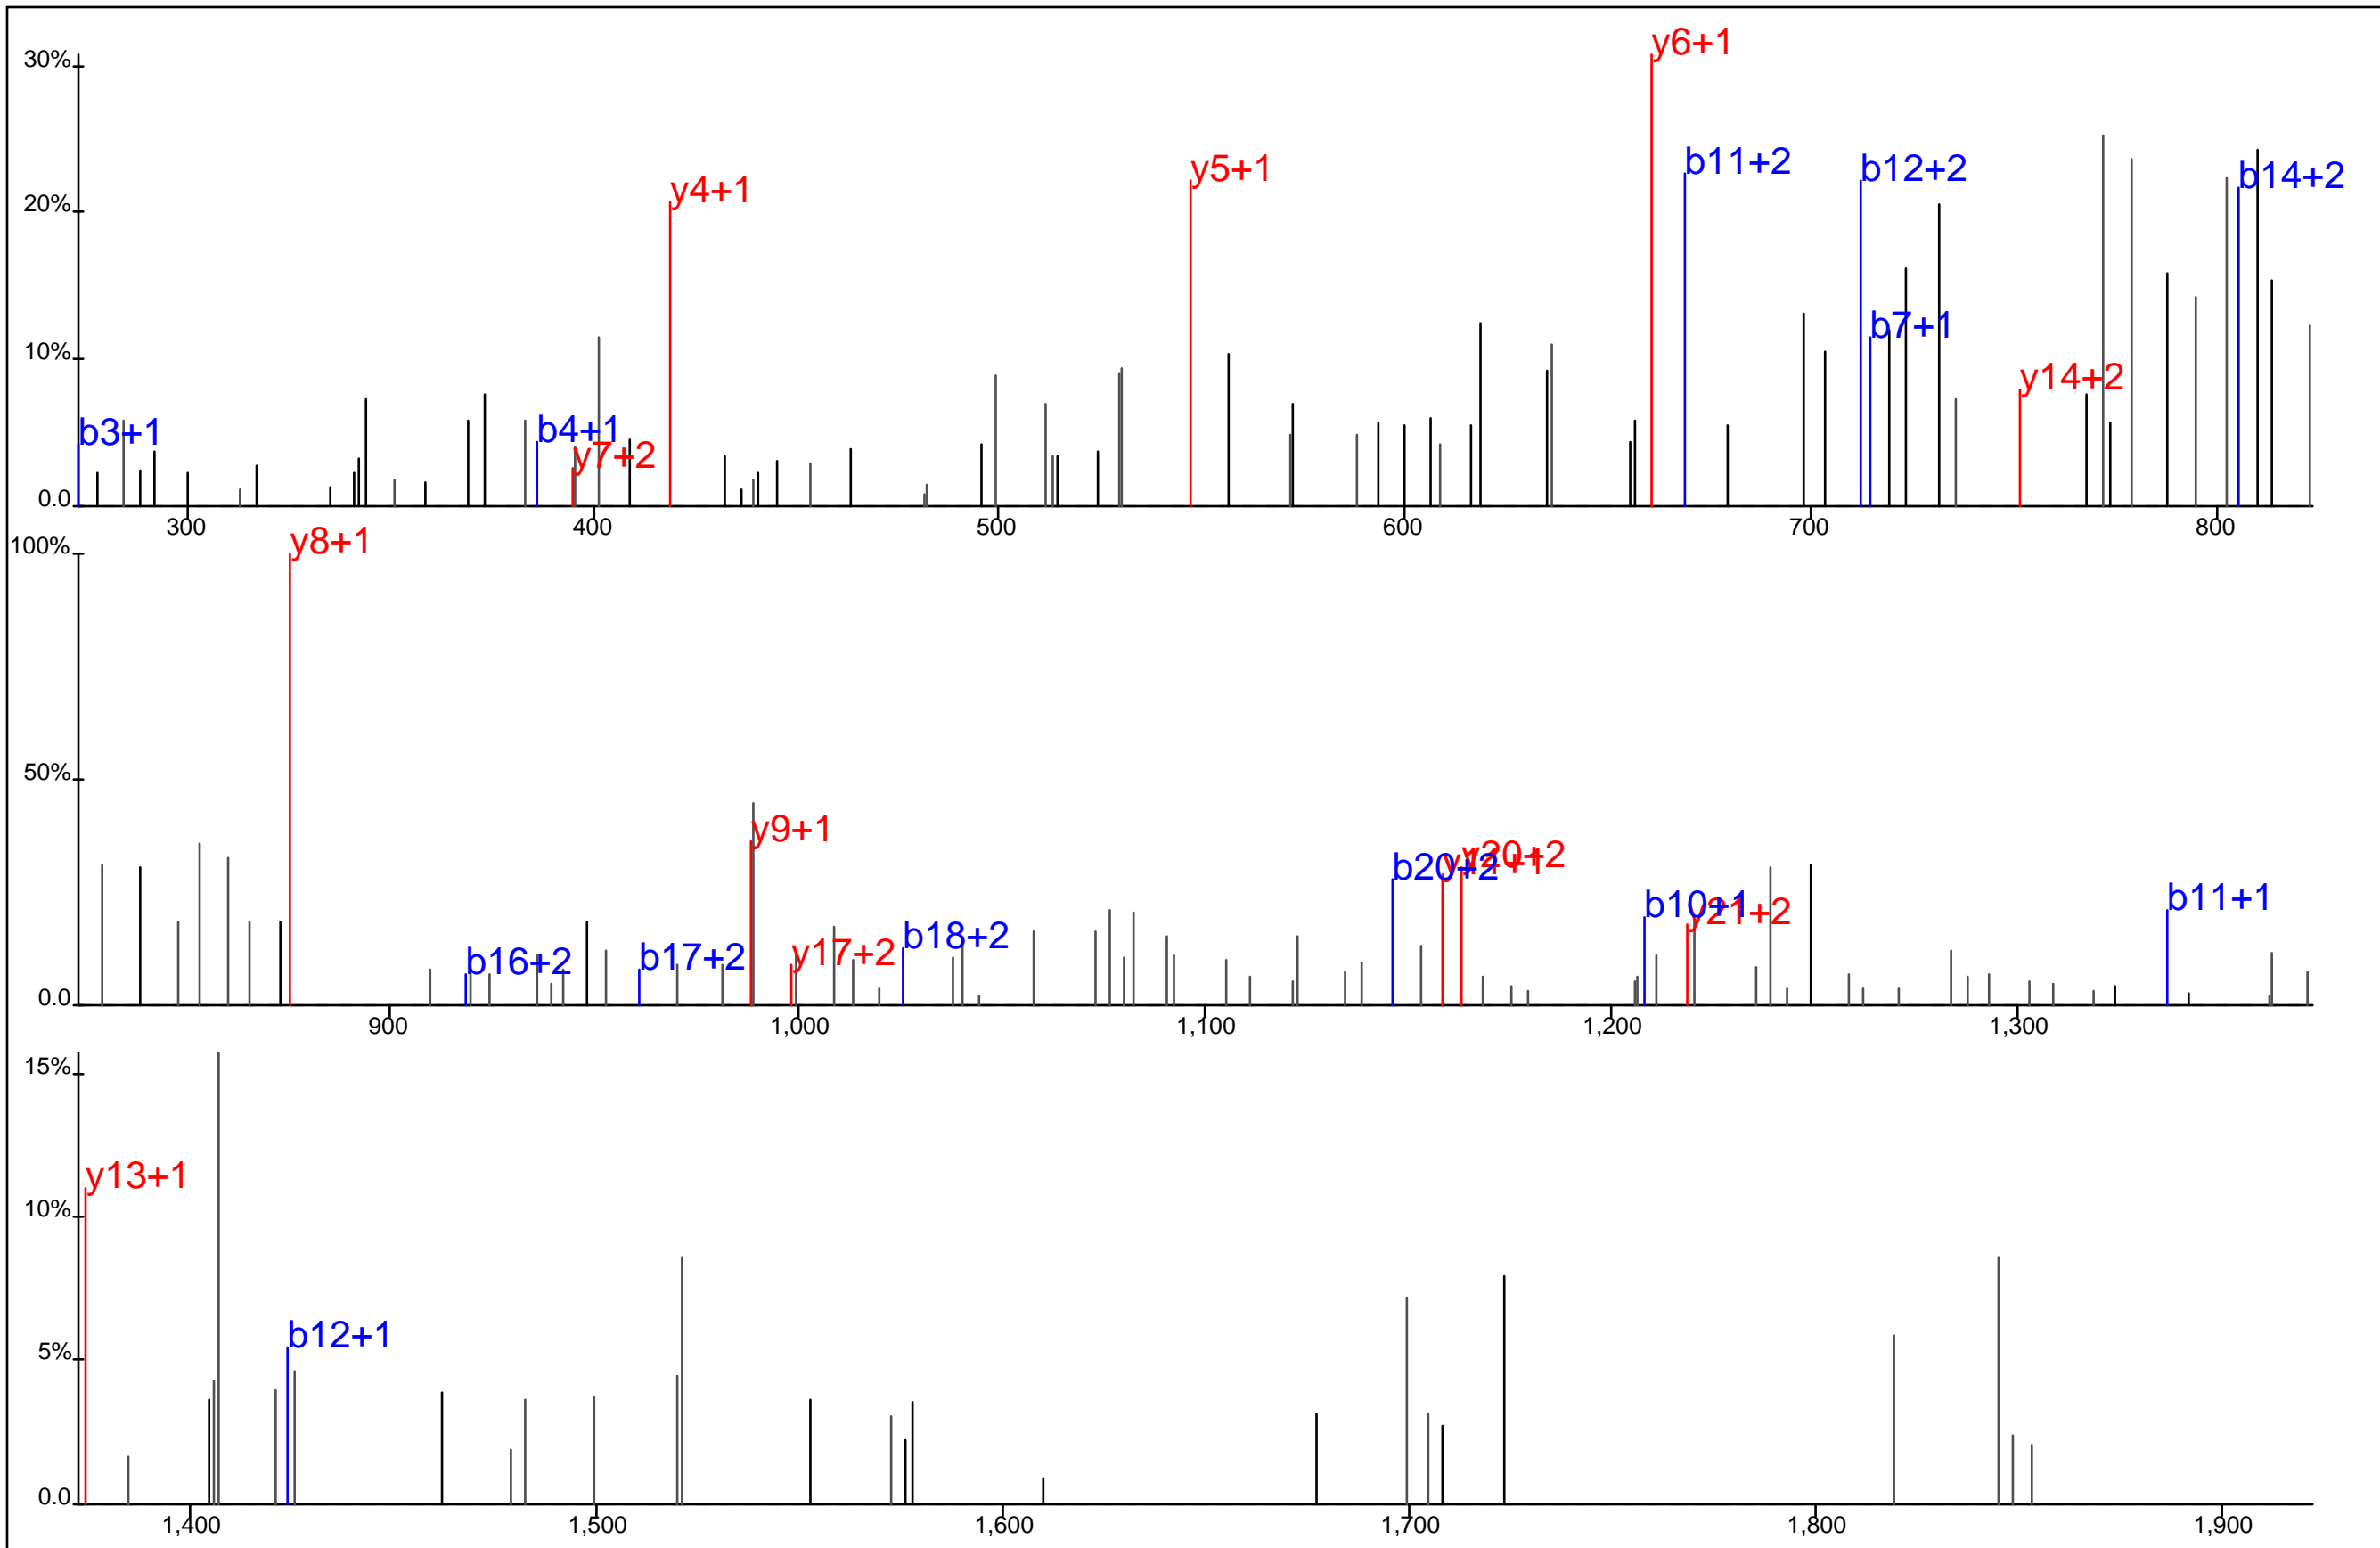 30%
20%
10%
0.0
b3+1
b4+1
y7+2
y4+1
y5+1
y6+1
b11+2
b12+2
b7+1
y14+2
b14+2
300 400 500 600 700 800
100%
50%
0.0
y8+1
b16+2
b17+2
y9+1
y17+2
b18+2
b20+2
y11+1
y20+2
b10+1
y21+2
b11+1
900 1,000 1,100 1,200 1,300
15%
10%
5%
0.0
y13+1
b12+1
1,400 1,500 1,600 1,700 1,800 1,900